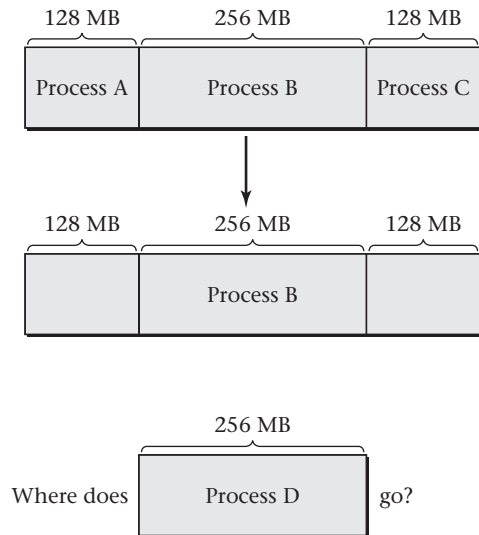 128 MB 256 MB 128 MB
Process A Process B Process C
128 MB 256 MB 128 MB
Process B
256 MB
Where does Process D go?